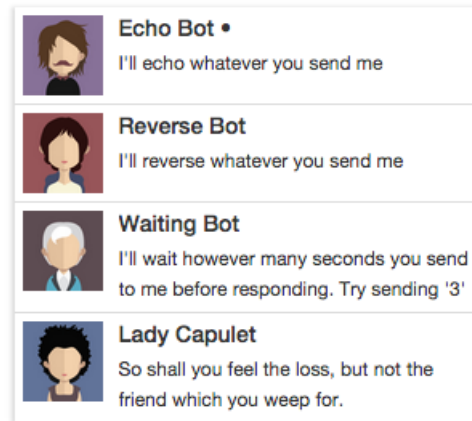 Echo Bot •
I'll echo whatever you send me
Reverse Bot
I'll reverse whatever you send me
Waiting Bot
I'll wait however many seconds you send
to me before responding. Try sending '3'
Lady Capulet
So shall you feel the loss, but not the
friend which you weep for.